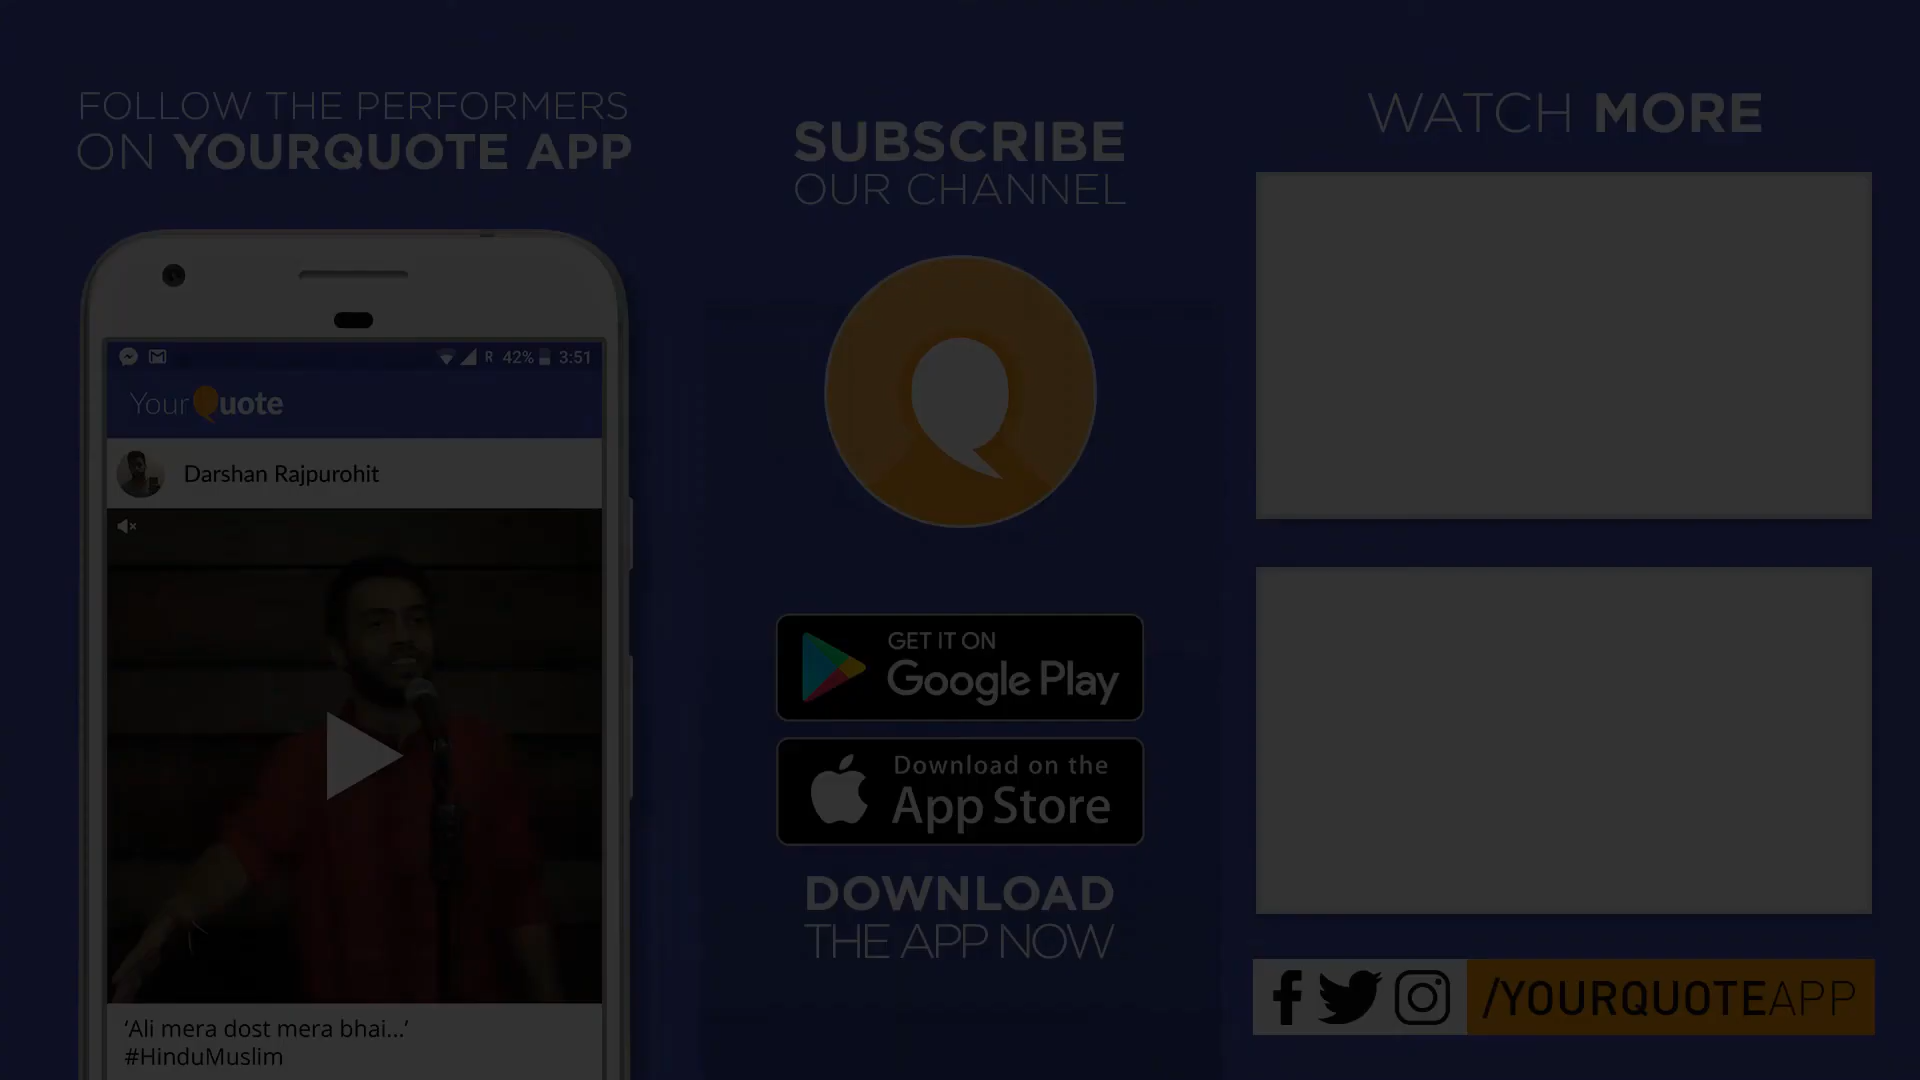 FOLLOW THE PERFORMERS
ON YOURQUOTE APP
R 42% 3:51
YourQuote
Darshan Rajpurohit
‘Ali mera dost mera bhai...’
#HinduMuslim
SUBSCRIBE
OUR CHANNEL
GET IT ON
Google Play
Download on the
App Store
DOWNLOAD
THE APP NOW
WATCH MORE
/YOURQUOTEAPP